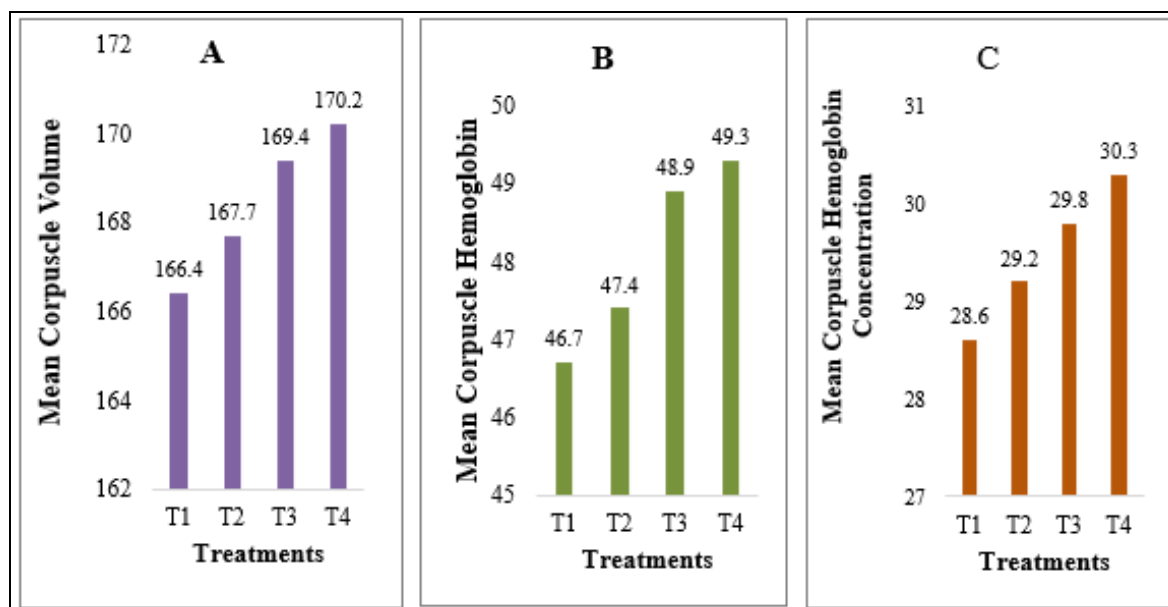 A
Mean Corpuscle Volume
172
170
168
166
164
162
166.4
167.7
169.4
170.2
T1 T2 T3 T4
Treatments
B
Mean Corpuscle Hemoglobin
50
49
48
47
46
45
46.7
47.4
48.9
49.3
T1 T2 T3 T4
Treatments
C
Mean Corpuscle Hemoglobin
Concentration
31
30
29
28
27
28.6
29.2
29.8
30.3
T1 T2 T3 T4
Treatments